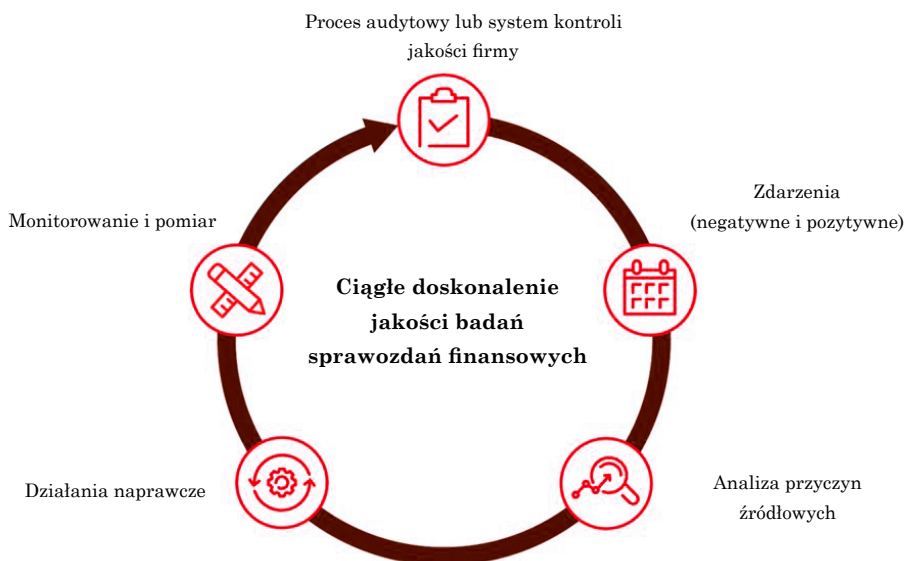 Proces audytowy lub system kontroli
jakości firmy
Zdarzenia
(negatywne i pozytywne)
Monitorowanie i pomiar
Ciągłe doskonalenie
jakości badań
sprawozdań finansowych
Działania naprawcze
Analiza przyczyn
źródłowych